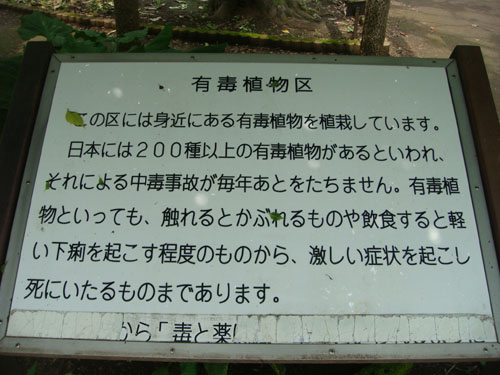 有毒植物区
この区には身近にある有毒植物を植栽しています。
日本には200種以上の有毒植物があるといわれ、
それによる中毒事故が毎年あとをたちません。有毒植
物といっても、触れるとかぶれるものや飲食すると軽
い下痢を起こす程度のものから、激しい症状を起こし
死にいたるものまであります。
から「毒と薬